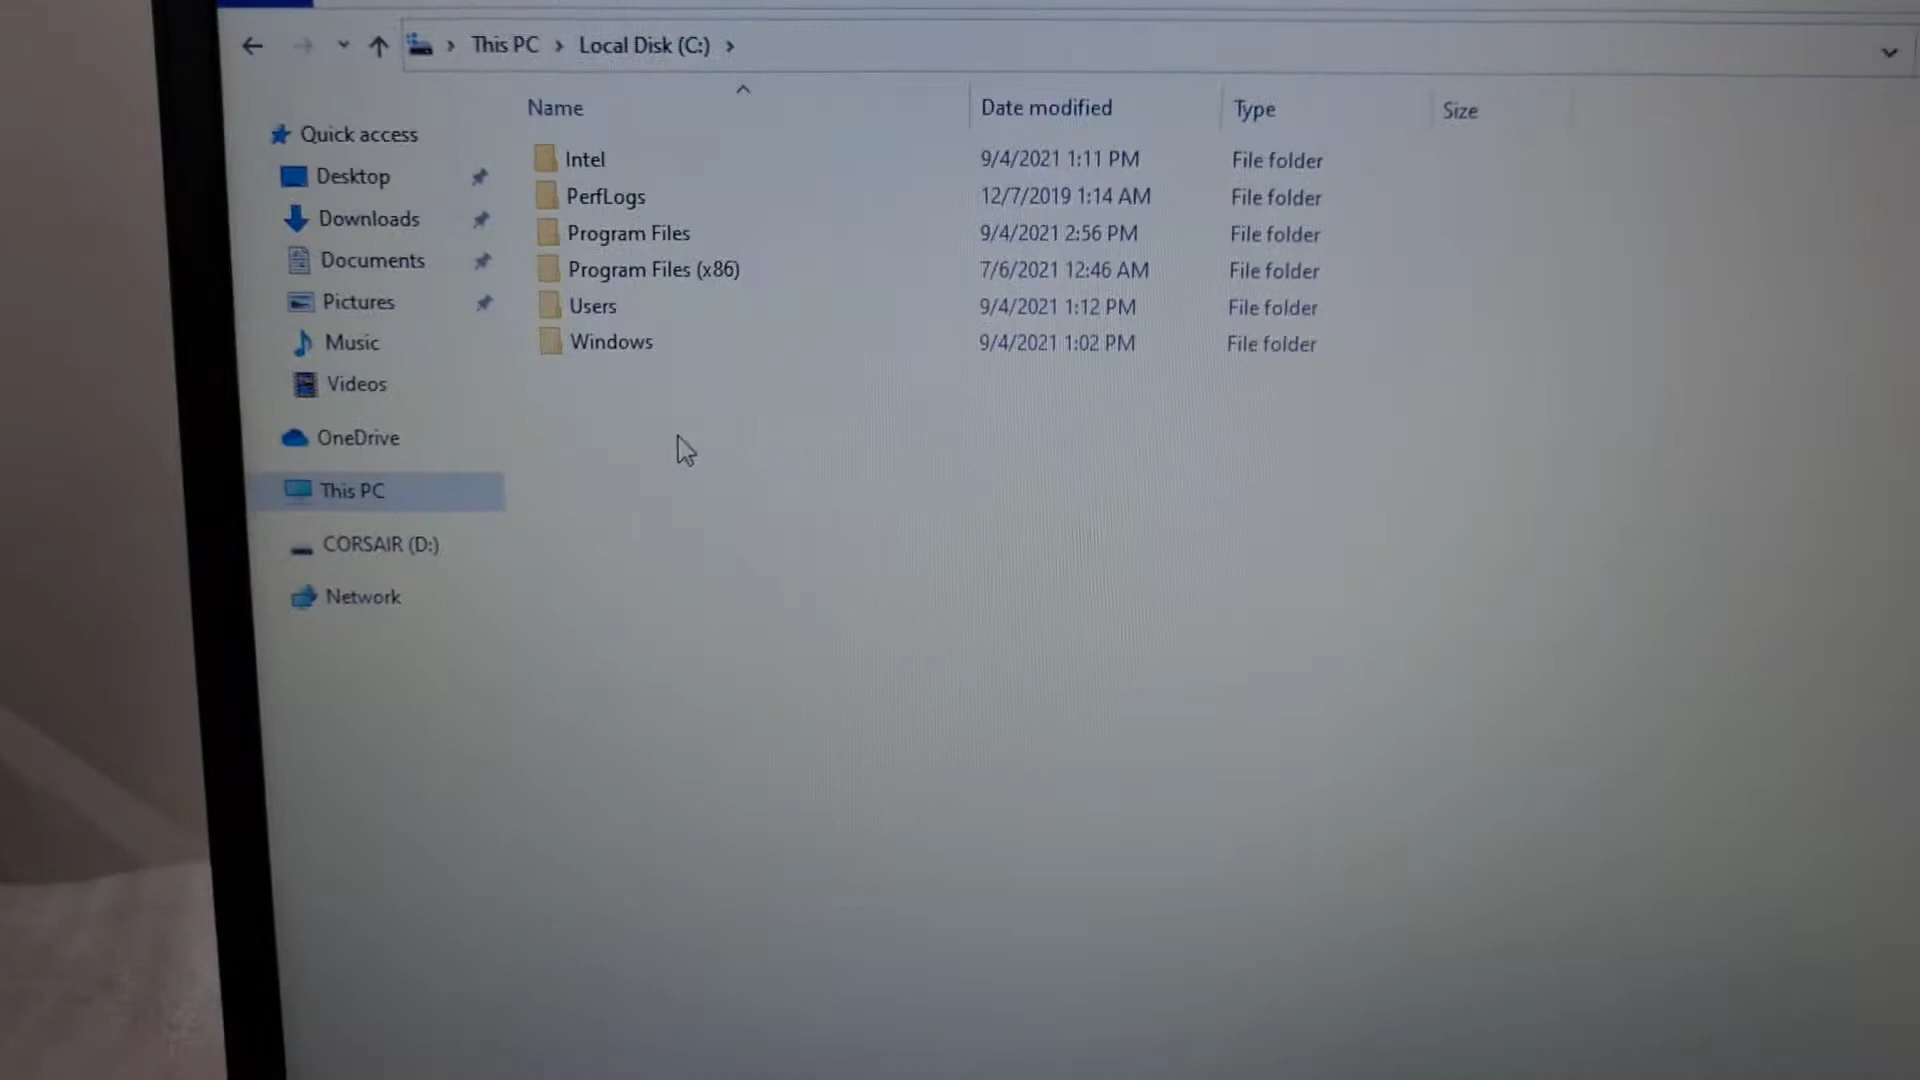 This PC > Local Disk (C:) >
Name Date modified Type Size
Quick access
Desktop
Downloads
Documents
Pictures
Music
Videos
OneDrive
This PC
CORSAIR (D:)
Network
Intel 9/4/2021 1:11 PM File folder
PerfLogs 12/7/2019 1:14 AM File folder
Program Files 9/4/2021 2:56 PM File folder
Program Files (x86) 7/6/2021 12:46 AM File folder
Users 9/4/2021 1:12 PM File folder
Windows 9/4/2021 1:02 PM File folder